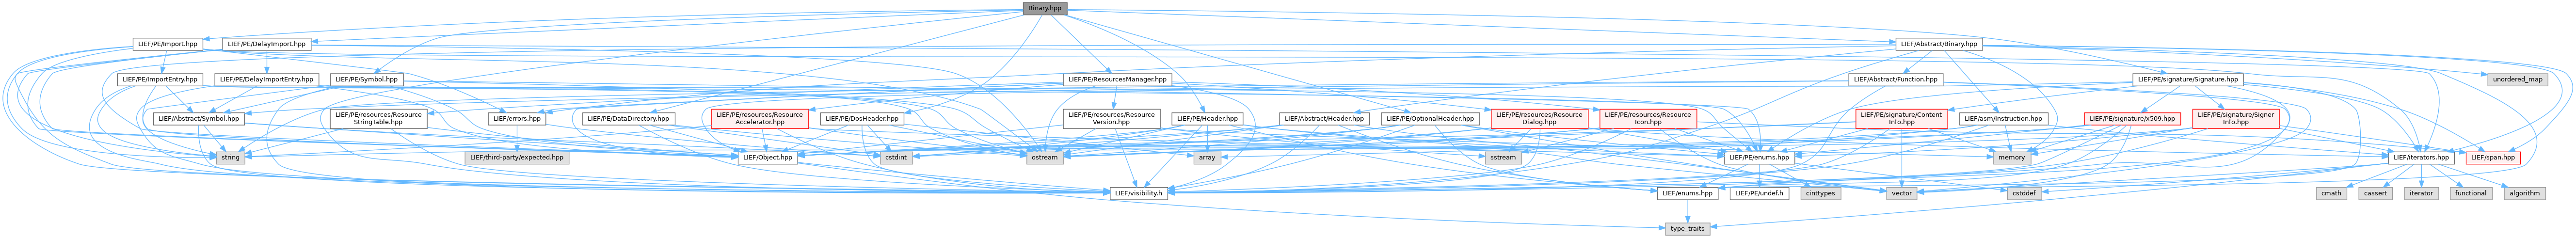 Binary.hpp
LIEF/PE/Import.hpp
LIEF/PE/DelayImport.hpp
LIEF/Abstract/Binary.hpp
LIEF/PE/ImportEntry.hpp
LIEF/PE/DelayImportEntry.hpp
LIEF/PE/Symbol.hpp
LIEF/PE/ResourcesManager.hpp
LIEF/Abstract/Function.hpp
LIEF/PE/signature/Signature.hpp
unordered_map
LIEF/Abstract/Symbol.hpp
LIEF/PE/resources/Resource
StringTable.hpp
LIEF/errors.hpp
LIEF/PE/DataDirectory.hpp
LIEF/PE/resources/Resource
Accelerator.hpp
LIEF/PE/DosHeader.hpp
LIEF/PE/resources/Resource
Version.hpp
LIEF/PE/Header.hpp
LIEF/Abstract/Header.hpp
LIEF/PE/OptionalHeader.hpp
LIEF/PE/resources/Resource
Dialog.hpp
LIEF/PE/resources/Resource
Icon.hpp
LIEF/PE/signature/Content
Info.hpp
LIEF/asm/Instruction.hpp
LIEF/PE/signature/x509.hpp
LIEF/PE/signature/Signer
Info.hpp
string
LIEF/third-party/expected.hpp
LIEF/Object.hpp
cstdint
ostream
array
sstream
LIEF/PE/enums.hpp
memory
LIEF/iterators.hpp
LIEF/span.hpp
LIEF/visibility.h
LIEF/enums.hpp
LIEF/PE/undef.h
cinttypes
vector
cstddef
cmath
cassert
iterator
functional
algorithm
type_traits